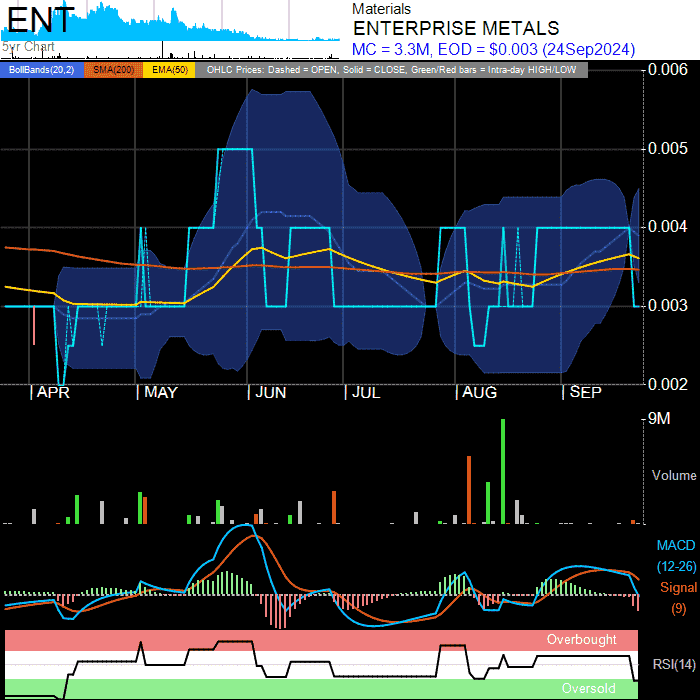 ENT
5yr Chart
Materials
ENTERPRISE METALS
MC = 3.3M, EOD = $0.003 (24Sep2024)
BollBands(20,2) SMA(200) EMA(50) OHLC Prices: Dashed = OPEN, Solid = CLOSE, Green/Red bars = Intra-day HIGH/LOW
0.006
0.005
0.004
0.003
0.002
APR MAY JUN JUL AUG SEP
9M
Volume
MACD
(12-26)
Signal
(9)
Overbought
RSI(14)
Oversold